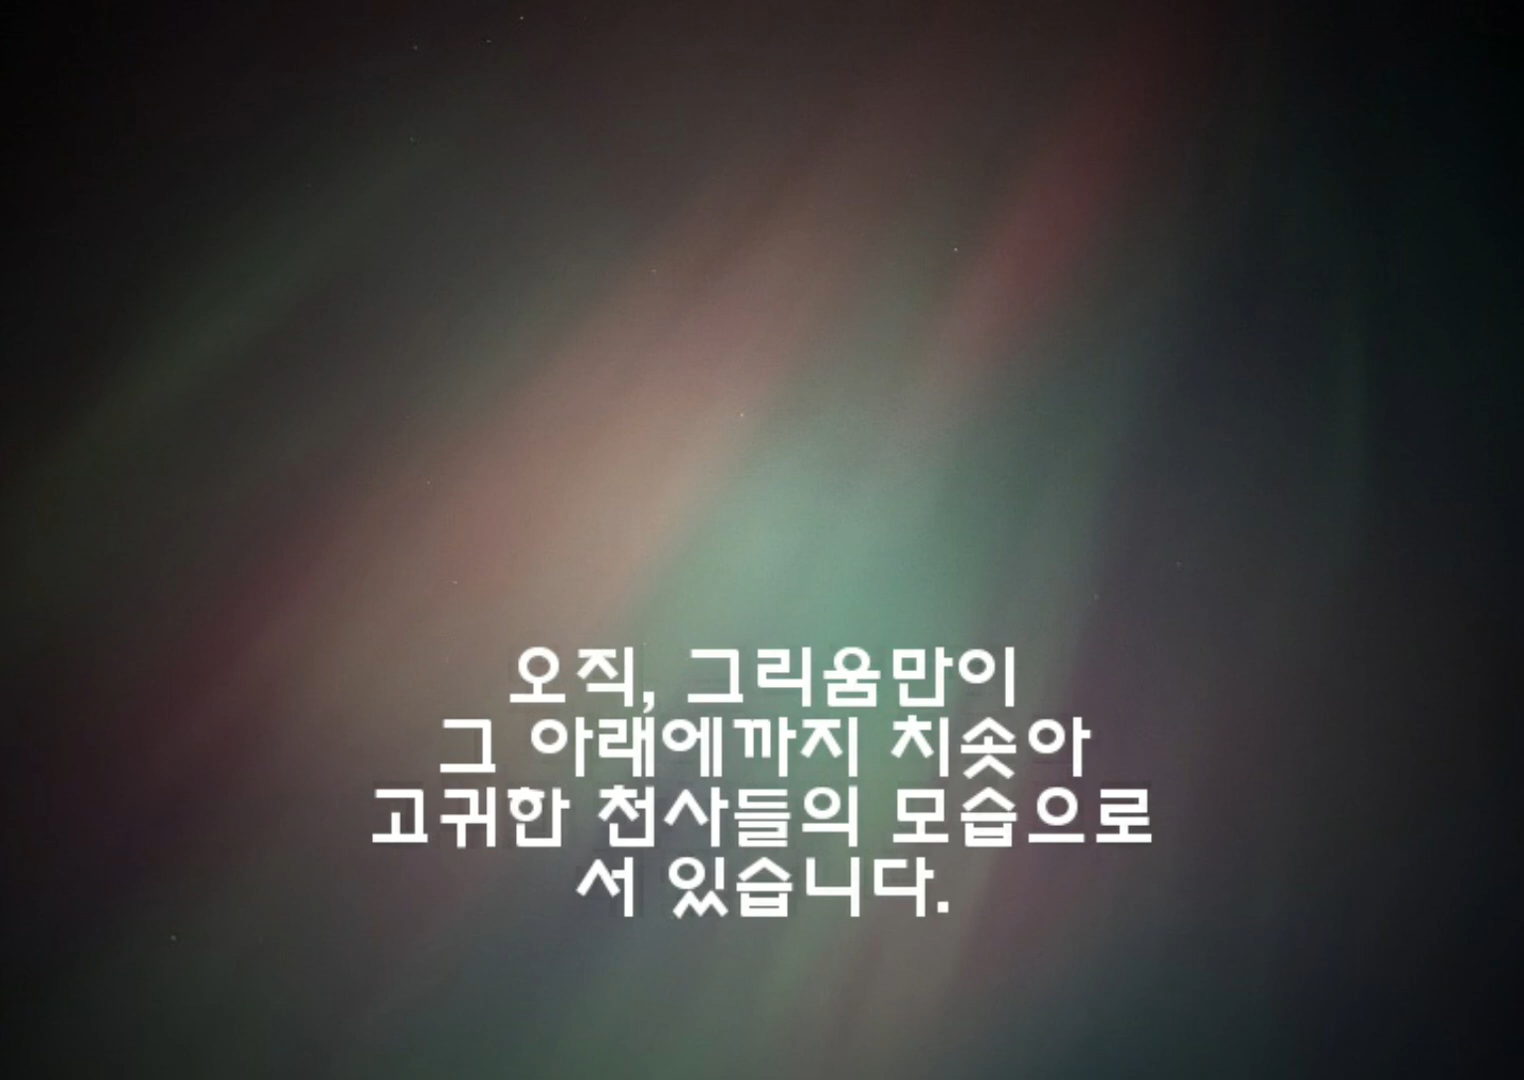 오직, 그리움만이
그 아래에까지 치솟아
고귀한 천사들의 모습으로
서 있습니다.